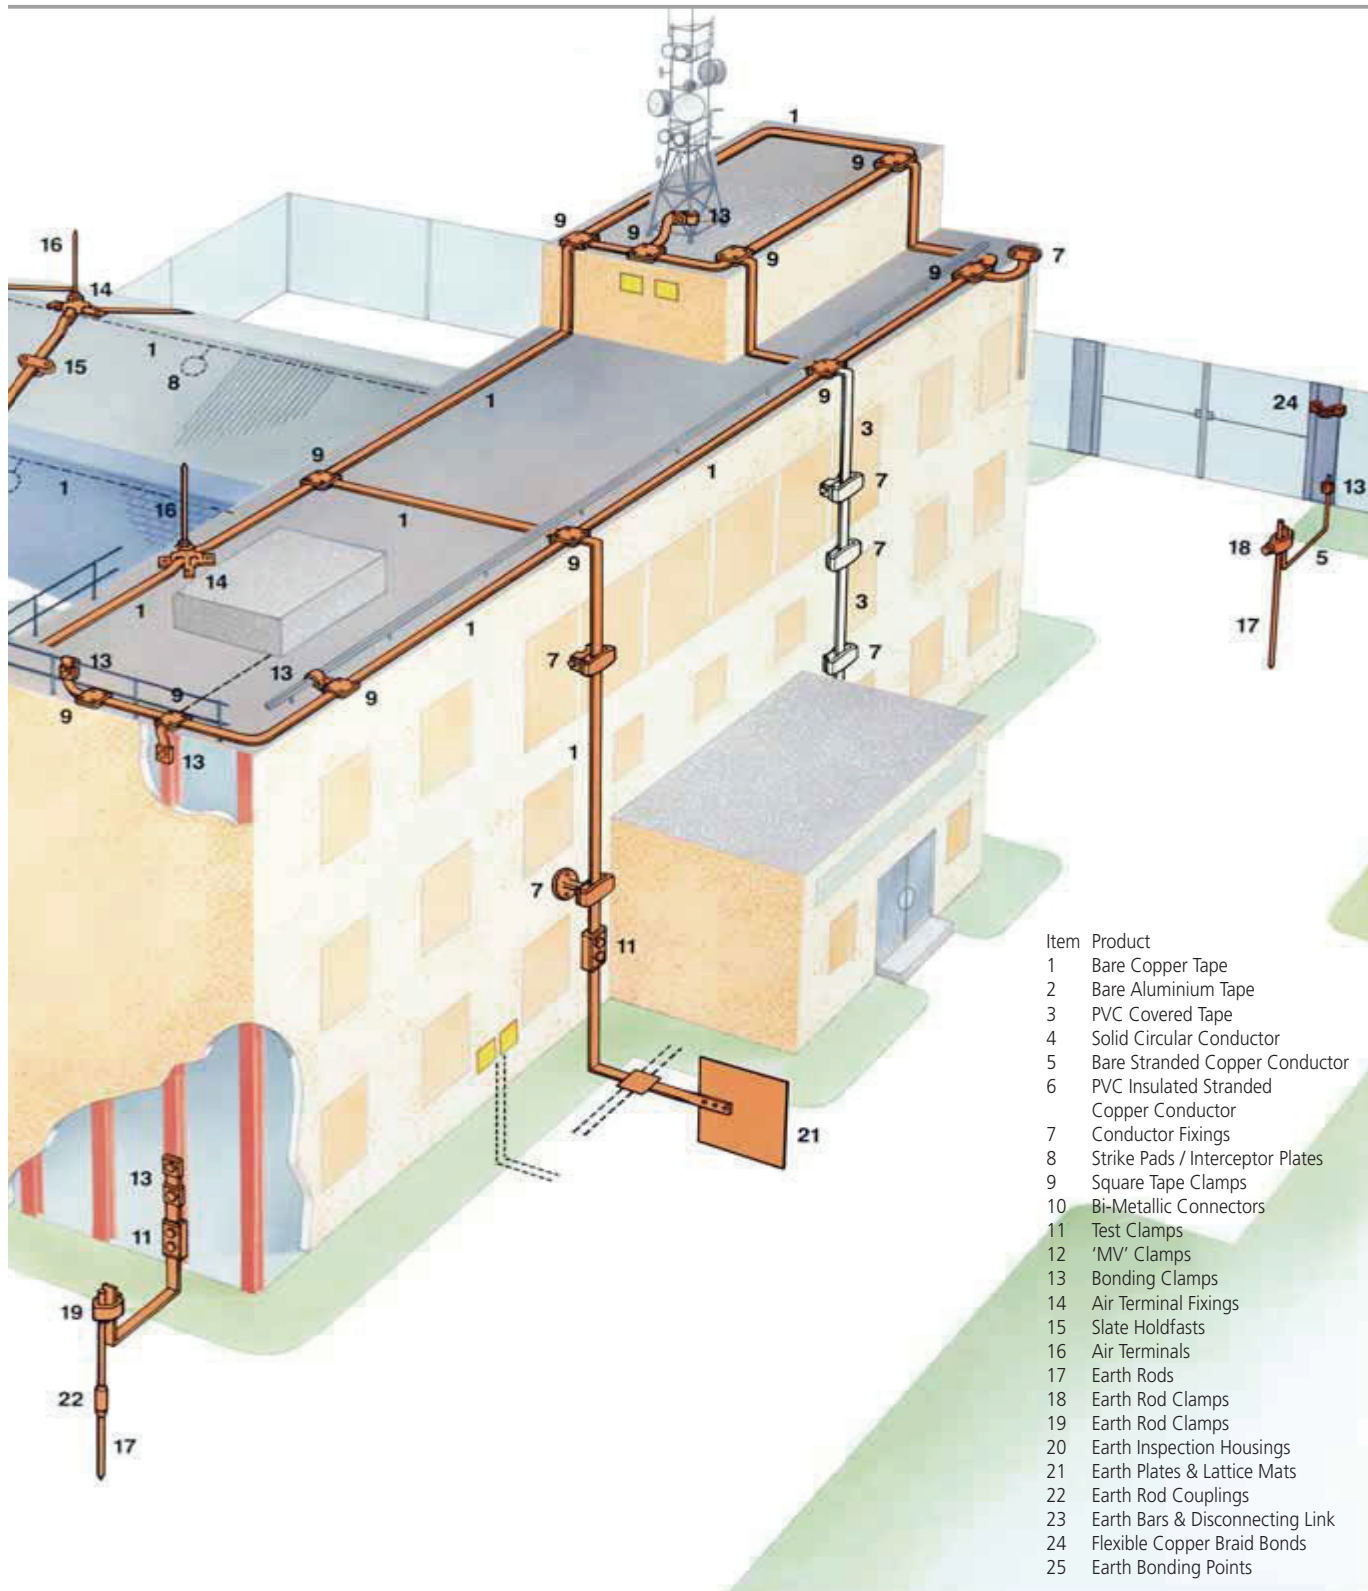 1
9
13
9
9
9
7
9
16
14
1
15
8
1
9
24
3
9
1
7
13
1
16
1
9
7
18
5
14
3
1
1
17
13
13
9
7
7
9
9
13
1
7
11
Item Product
1 Bare Copper Tape
2 Bare Aluminium Tape
3 PVC Covered Tape
4 Solid Circular Conductor
5 Bare Stranded Copper Conductor
6 PVC Insulated Stranded
Copper Conductor
7 Conductor Fixings
8 Strike Pads / Interceptor Plates
9 Square Tape Clamps
10 Bi-Metallic Connectors
11 Test Clamps
12 ‘MV’ Clamps
13 Bonding Clamps
14 Air Terminal Fixings
15 Slate Holdfasts
16 Air Terminals
17 Earth Rods
18 Earth Rod Clamps
19 Earth Rod Clamps
20 Earth Inspection Housings
21 Earth Plates & Lattice Mats
22 Earth Rod Couplings
23 Earth Bars & Disconnecting Link
24 Flexible Copper Braid Bonds
25 Earth Bonding Points
21
13
11
19
22
17